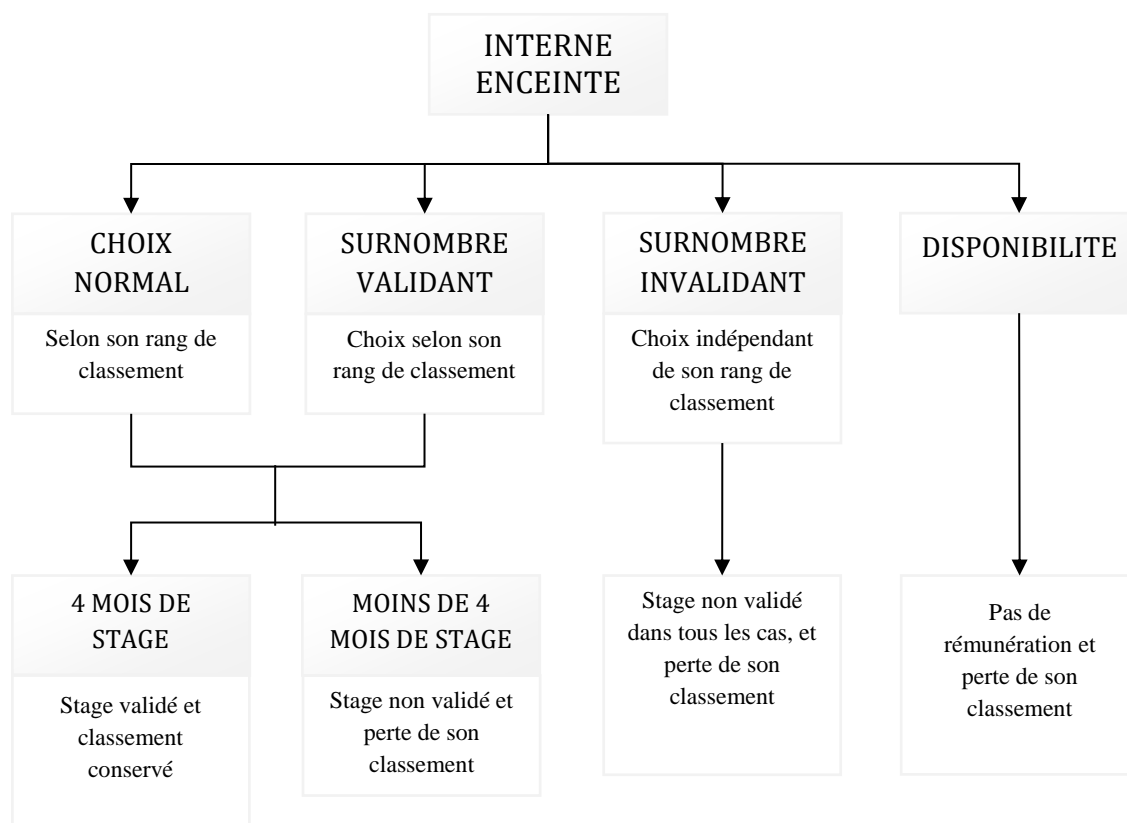 INTERNE
ENCEINTE
CHOIX
NORMAL
Selon son rang de
classement
SURNOMBRE
VALIDANT
Choix selon son
rang de classement
SURNOMBRE
INVALIDANT
Choix indépendant
de son rang de
classement
DISPONIBILITE
4 MOIS DE
STAGE
Stage validé et
classement
conservé
MOINS DE 4
MOIS DE STAGE
Stage non validé et
perte de son
classement
Stage non validé
dans tous les cas, et
perte de son
classement
Pas de
rémunération et
perte de son
classement